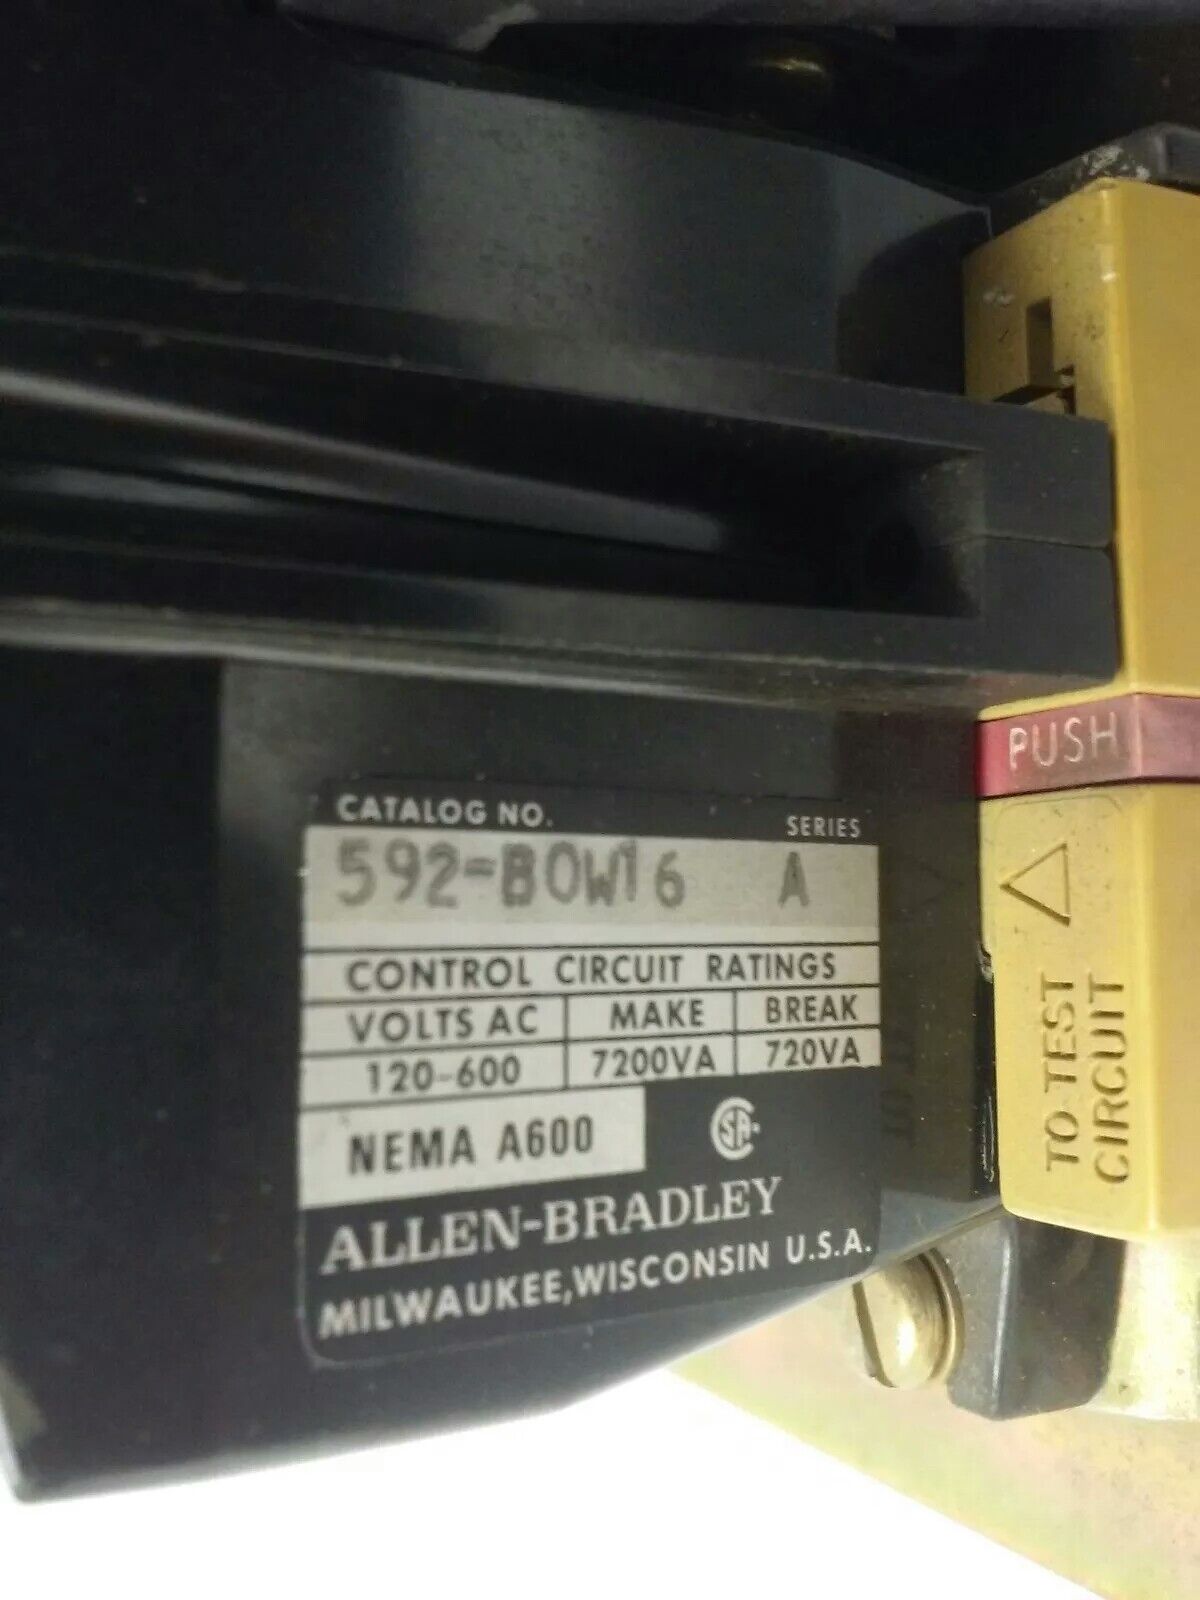 CATALOG NO. SERIES
592-BOW16 A
CONTROL CIRCUIT RATINGS
VOLTS AC MAKE BREAK
120-600 7200VA 720VA
NEMA A600
SA
ALLEN-BRADLEY
MILWAUKEE, WISCONSIN U.S.A.
PUSH
TO TEST
CIRCUIT